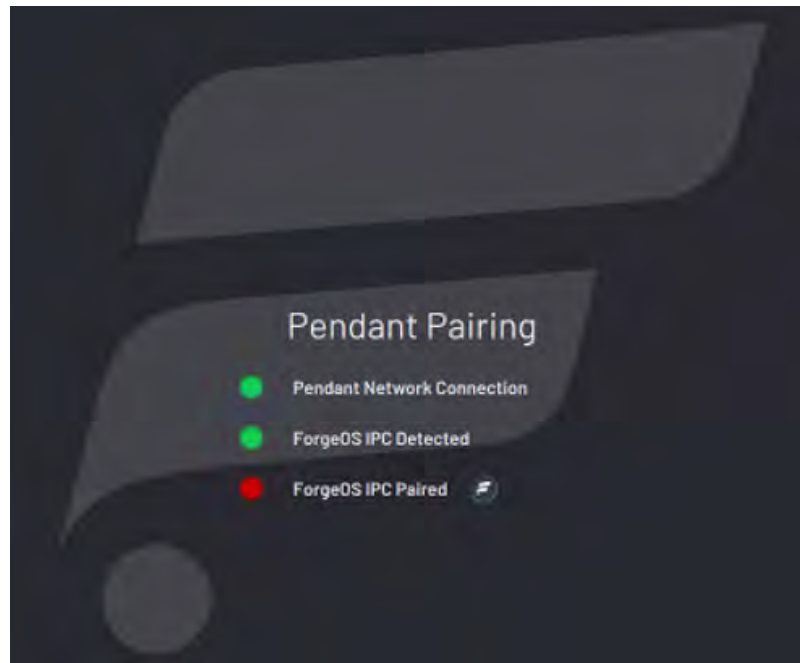 Pendant Pairing
Pendant Network Connection
ForgeOS IPC Detected
ForgeOS IPC Paired